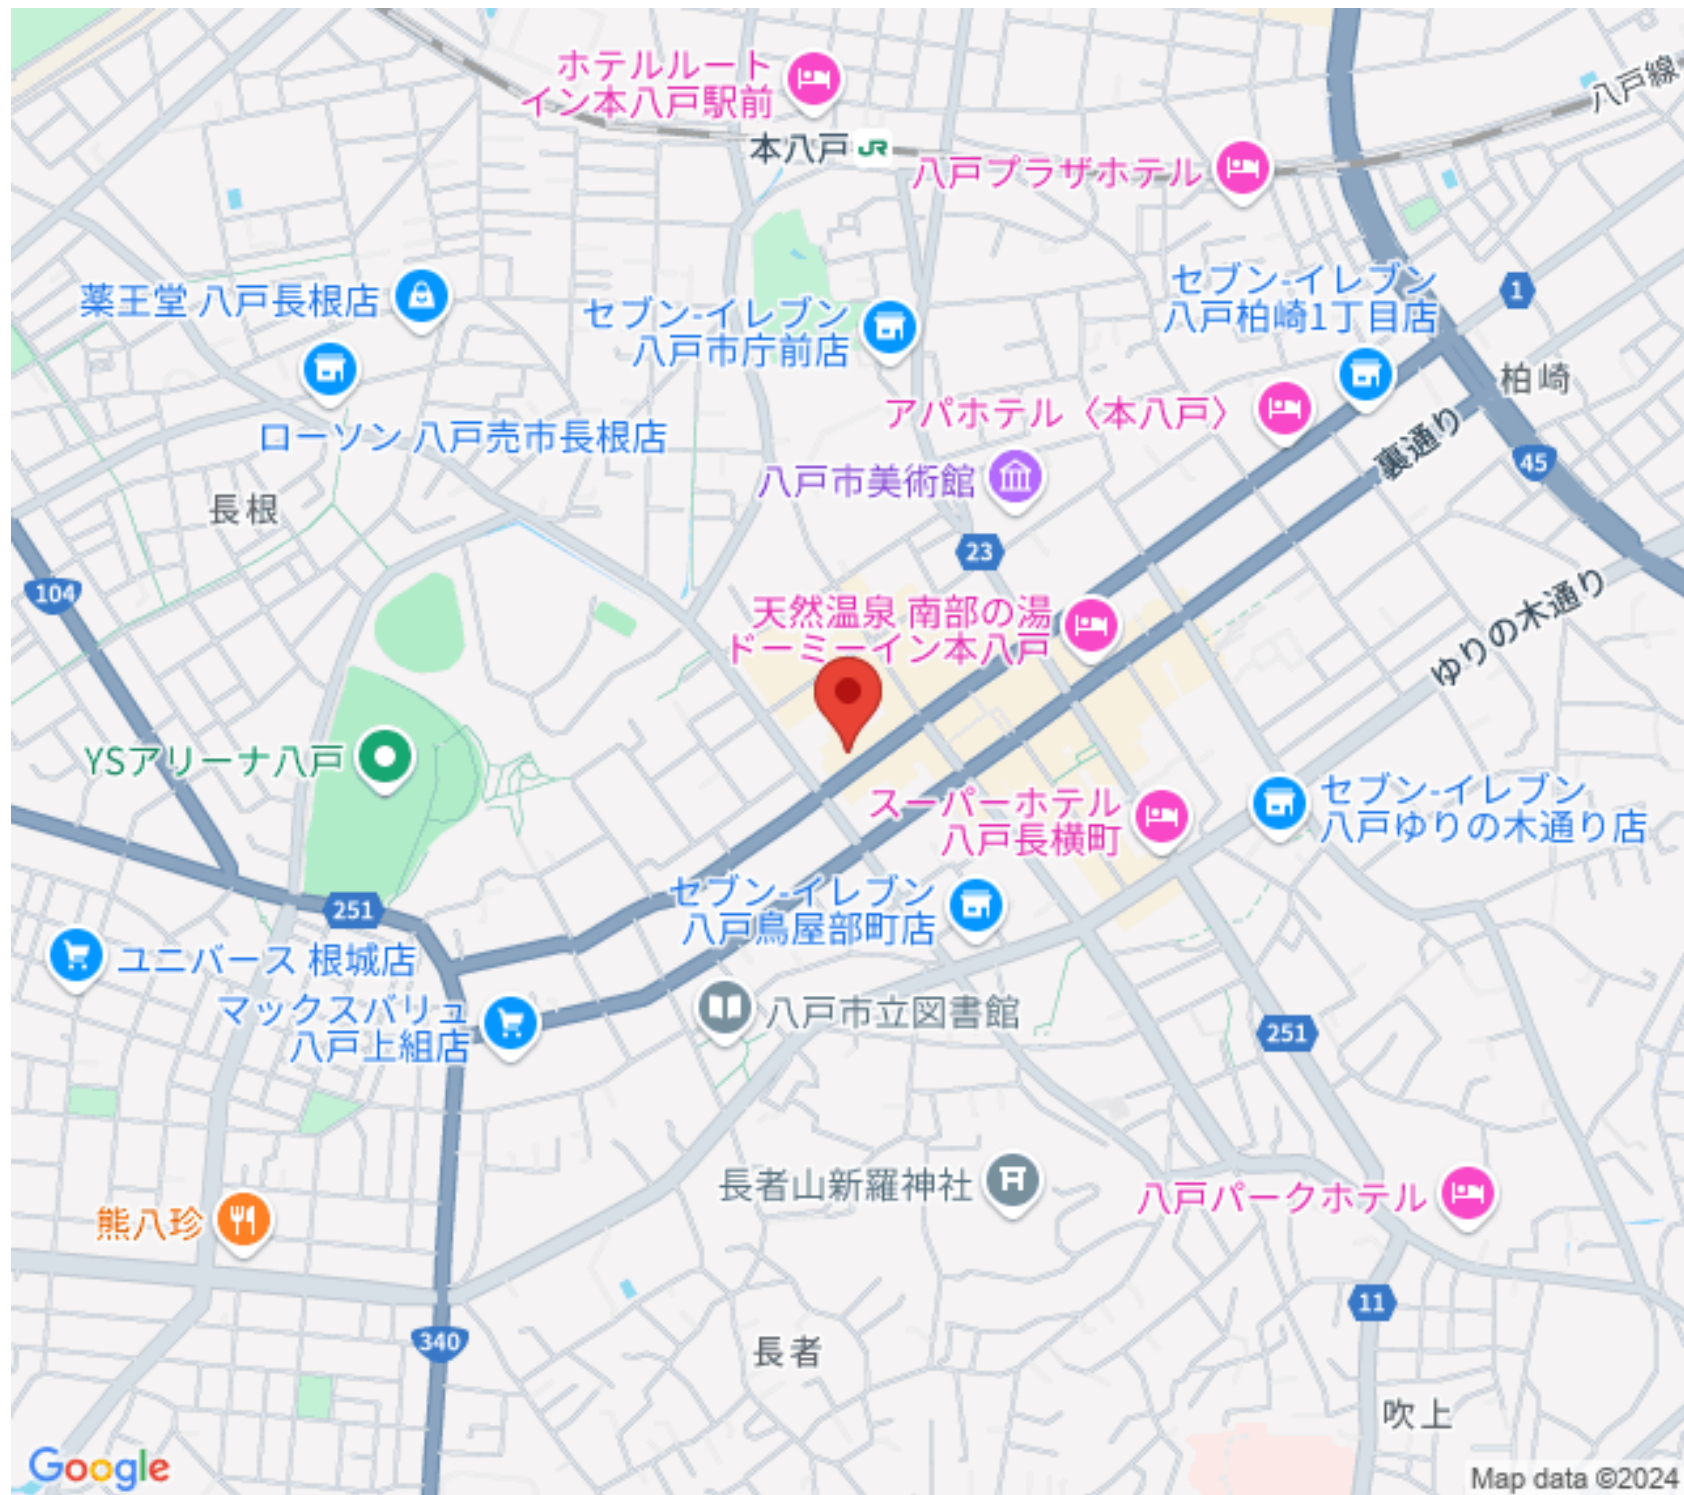 ホテルルート
イン本八戸駅前
八戸線
本八戸 JR
八戸プラザホテル
セブン-イレブン
八戸柏崎1丁目店
1
薬王堂 八戸長根店
セブン-イレブン
八戸市庁前店
柏崎
アパホテル〈本八戸〉
ローソン 八戸売市長根店
裏通り
45
八戸市美術館
長根
23
104
天然温泉 南部の湯
ドーミーイン本八戸
ゆりの木通り
YSアリーナ八戸
スーパーホテル
八戸長横町
セブン-イレブン
八戸ゆりの木通り店
セブン-イレブン
八戸鳥屋部町店
251
ユニバース 根城店
マックスバリュ
八戸上組店
八戸市立図書館
251
長者山新羅神社
八戸パークホテル
熊八珍
11
340
長者
吹上
Google
Map data ©2024